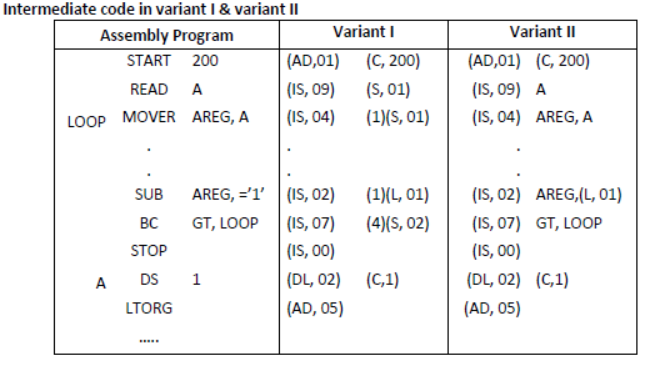 Intermediate code in variant I & variant II
Assembly Program Variant I Variant II
START 200 (AD,01) (C, 200) (AD,01) (C, 200)
READ A (IS, 09) (S, 01) (IS, 09) A
LOOP MOVER AREG, A (IS, 04) (1)(S, 01) (IS, 04) AREG, A
. . .
. . .
SUB AREG, ='1' (IS, 02) (1)(L, 01) (IS, 02) AREG,(L, 01)
BC GT, LOOP (IS, 07) (4)(S, 02) (IS, 07) GT, LOOP
STOP (IS, 00) (IS, 00)
A DS 1 (DL, 02) (C,1) (DL, 02) (C,1)
LTORG (AD, 05) (AD, 05)
.....